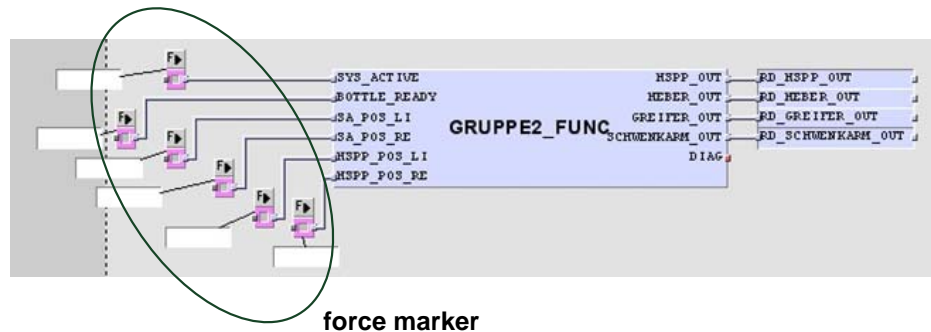 F
SYS_ACTIVE HSPP_OUT RD_HSPP_OUT
BOTTLE_READY HEBER_OUT RD_HEBER_OUT
F
SA_POS_LI GREIFER_OUT RD_GREIFER_OUT
GRUPPE2_FUNC
F
SA_POS_RE SCHWENKARM_OUT RD_SCHWENKARM_OUT
HSPP_POS_LI DIAG
F
HSPP_POS_RE
F
F
force marker